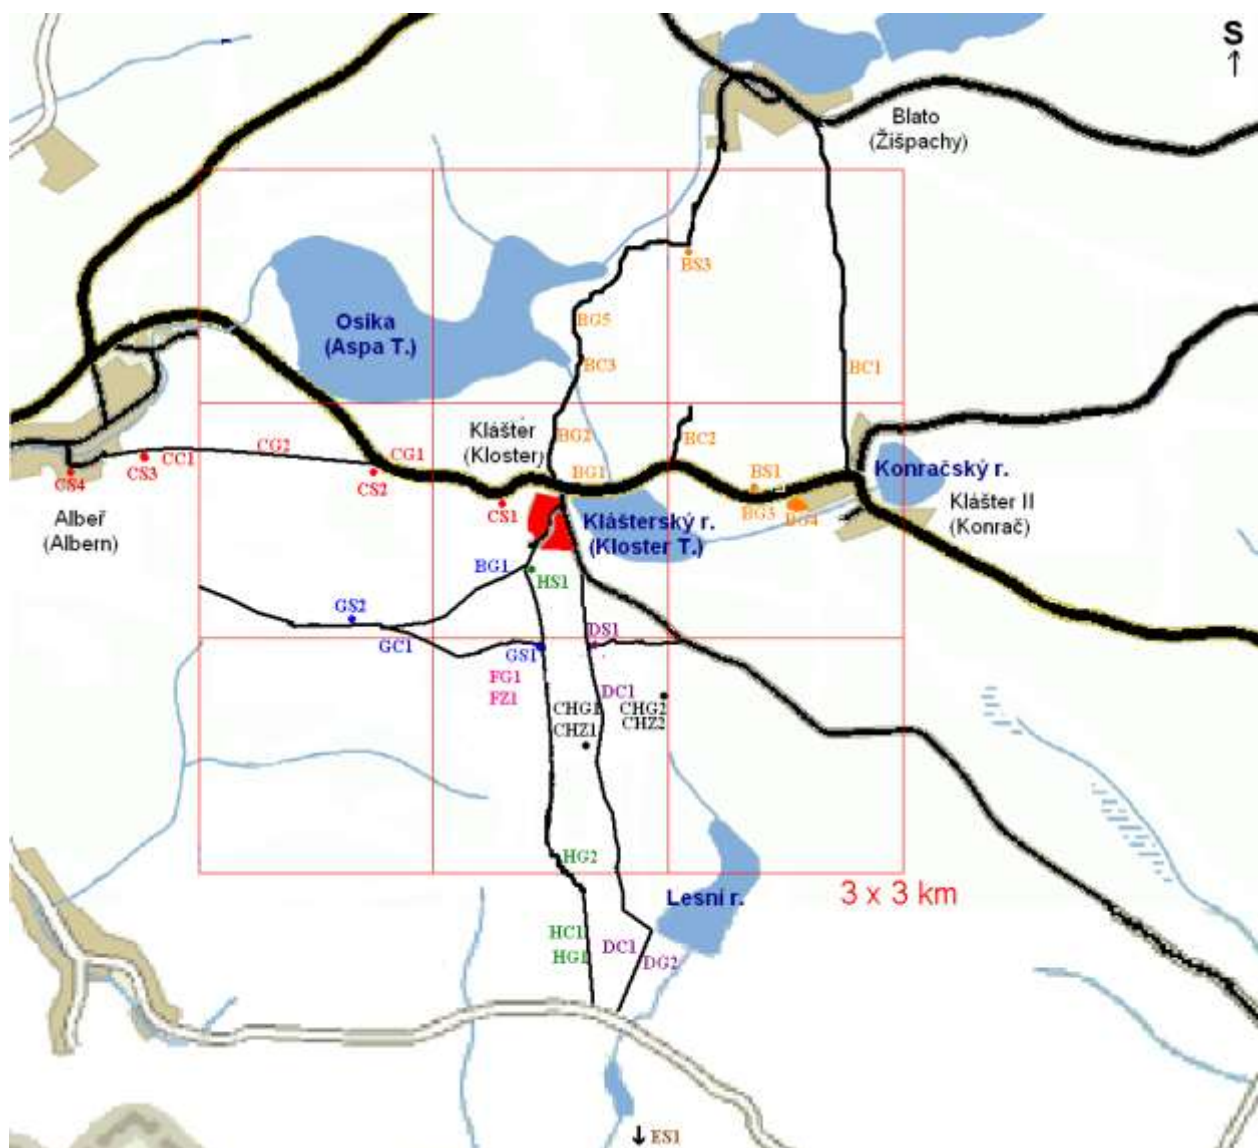 S
Blato
(Žišpachy)
BS3
Osika
(Aspa T.)
BG5
BC3
BC1
Klášter
(Kloster)
BG2
BC2
CG2
CG1
CC1
CS3
CS4
CS2
BG1
BS1
Konračský r.
CS1
BG3
BG4
Klášter II
(Konrač)
Albeř
(Albern)
Klášterský r.
(Kloster T.)
BG1
HS1
GS2
GC1
GS1
DS1
FG1
FZ1
DC1
CHG1
CHZ1
CHG2
CHZ2
HG2
Lesní r.
3 x 3 km
HC1
HG1
DC1
DG2
ES1